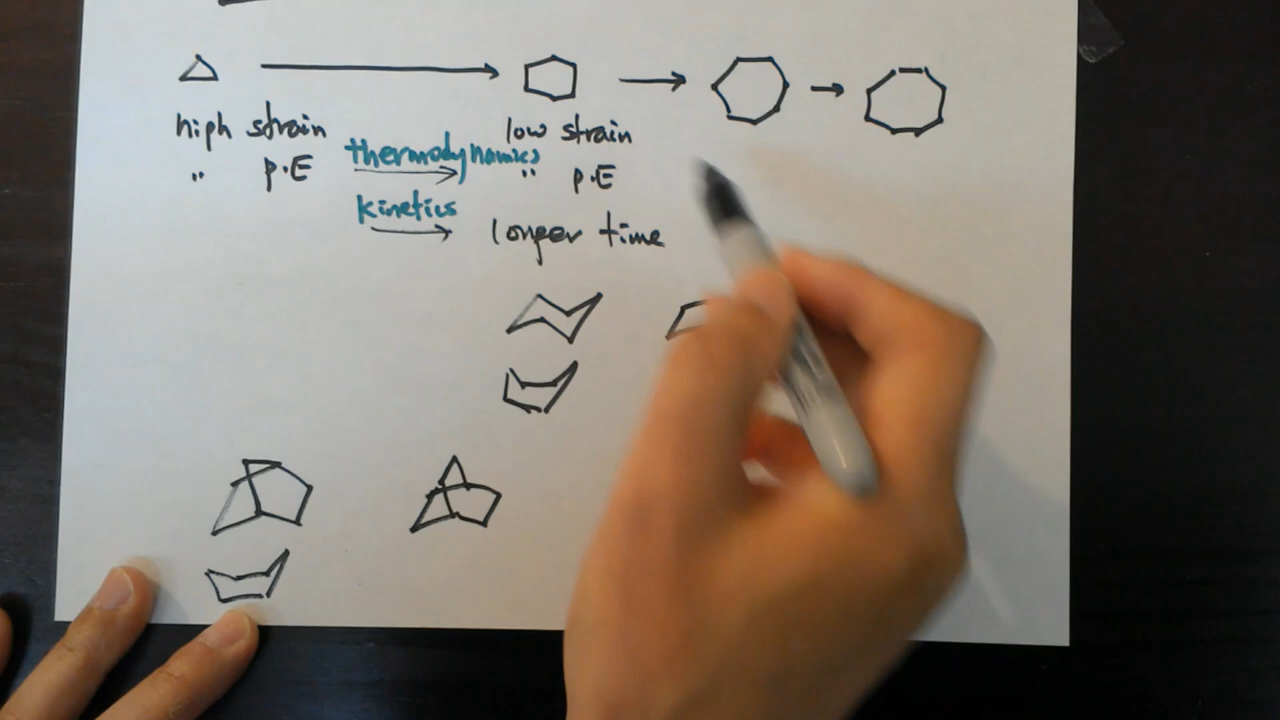 high strain
low strain
thermodynamics
" p.E
" p.E
kinetics
longer time